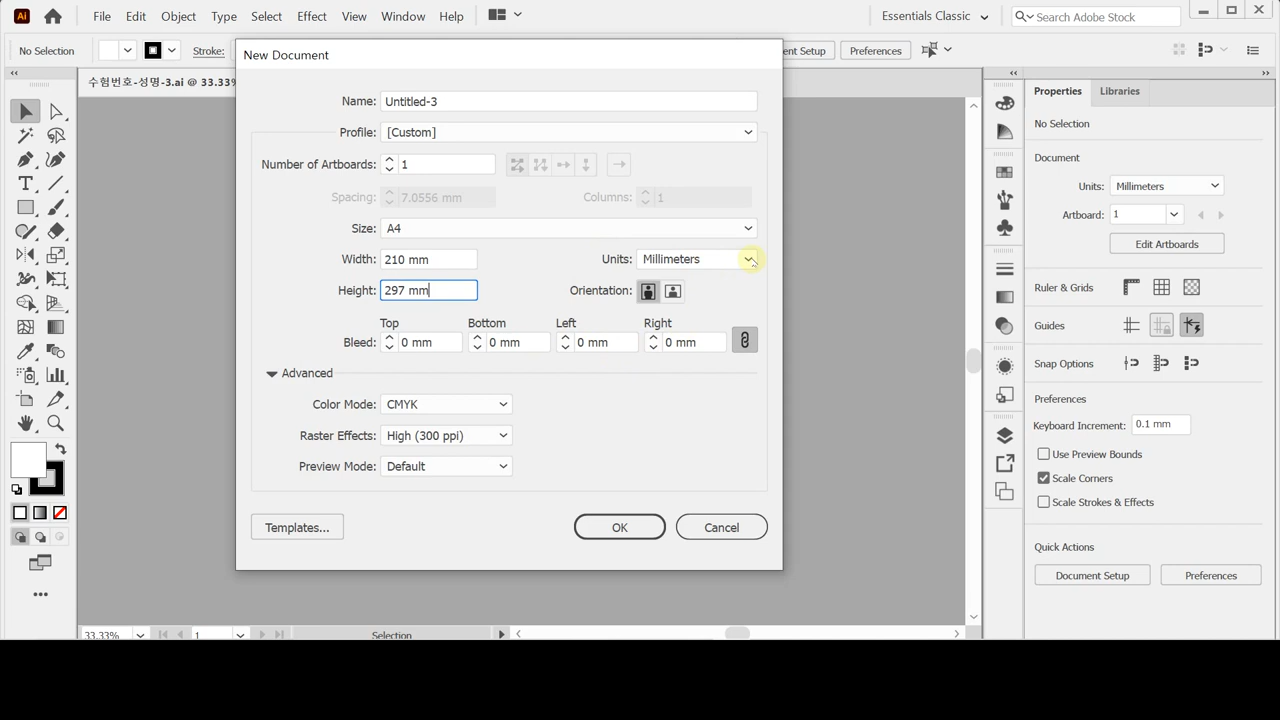 Ai File Edit Object Type Select Effect View Window Help Essentials Classic Search Adobe Stock
No Selection Stroke: ent Setup Preferences
수험번호-성명-3.ai @ 33.33%
New Document
Name: Untitled-3
Profile: [Custom]
Number of Artboards: 1
Spacing: 7.0556 mm Columns: 1
Size: A4
Width: 210 mm Units: Millimeters
Height: 297 mm Orientation:
Top Bottom Left Right
Bleed: 0 mm 0 mm 0 mm 0 mm
Advanced
Color Mode: CMYK
Raster Effects: High (300 ppi)
Preview Mode: Default
Templates... OK Cancel
33.33% 1 Selection
Properties Libraries
No Selection
Document
Units: Millimeters
Artboard: 1
Edit Artboards
Ruler & Grids
Guides
Snap Options
Preferences
Keyboard Increment: 0.1 mm
Use Preview Bounds
Scale Corners
Scale Strokes & Effects
Quick Actions
Document Setup Preferences